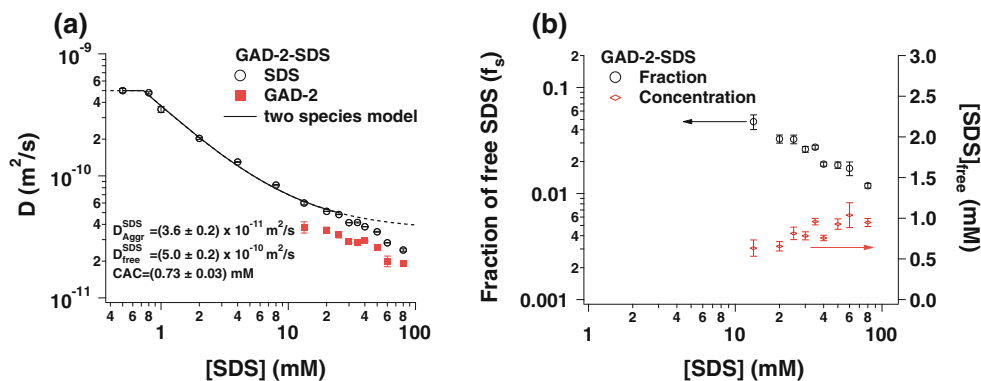 (a)
GAD-2-SDS
SDS
GAD-2
two species model
10⁻⁹
6
4
2
10⁻¹⁰
6
4
2
10⁻¹¹
D (m²/s)
D_Aggr^SDS =(3.6 ± 0.2) x 10⁻¹¹ m²/s
D_free^SDS =(5.0 ± 0.2) x 10⁻¹⁰ m²/s
CAC=(0.73 ± 0.03) mM
4 6 8 2 4 6 8 2 4 6 8
1 10 100
[SDS] (mM)
(b)
GAD-2-SDS
Fraction
Concentration
Fraction of free SDS (fₛ)
2
0.1
6
4
2
0.01
6
4
2
0.001
3.0
2.5
2.0
1.5
1.0
0.5
0.0
[SDS]free (mM)
2 4 6 8 2 4 6 8
1 10 100
[SDS] (mM)